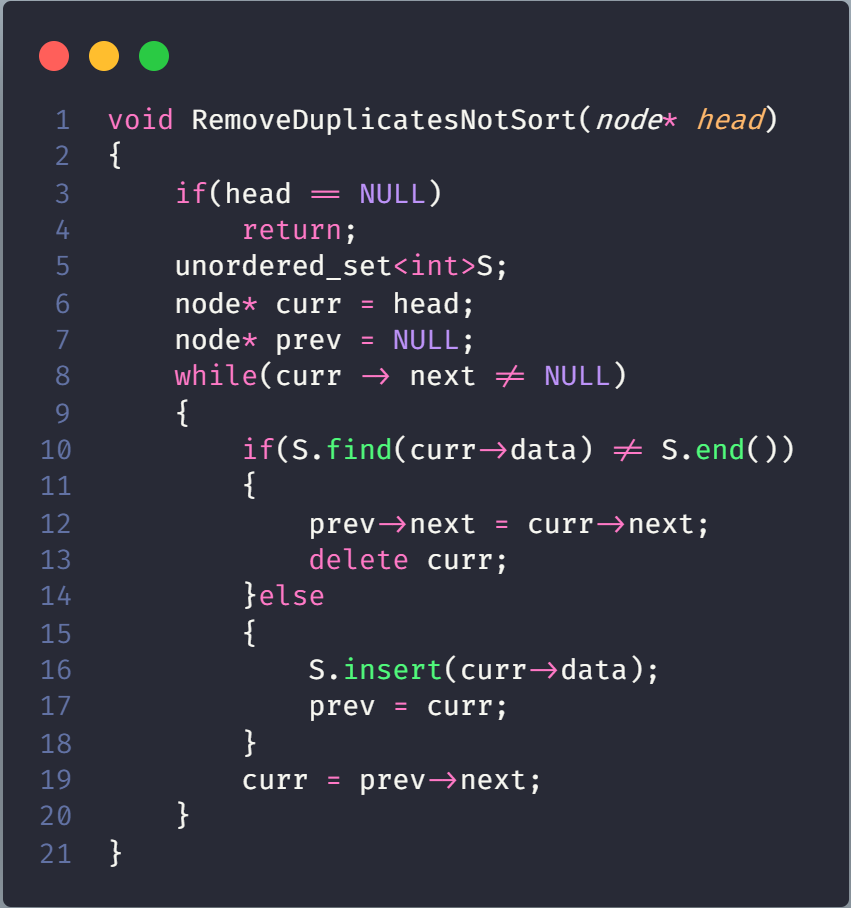 1 void RemoveDuplicatesNotSort(node* head)
2 {
3     if(head == NULL)
4         return;
5     unordered_set<int>S;
6     node* curr = head;
7     node* prev = NULL;
8     while(curr -> next != NULL)
9     {
10         if(S.find(curr->data) != S.end())
11         {
12             prev->next = curr->next;
13             delete curr;
14         }else
15         {
16             S.insert(curr->data);
17             prev = curr;
18         }
19         curr = prev->next;
20     }
21 }